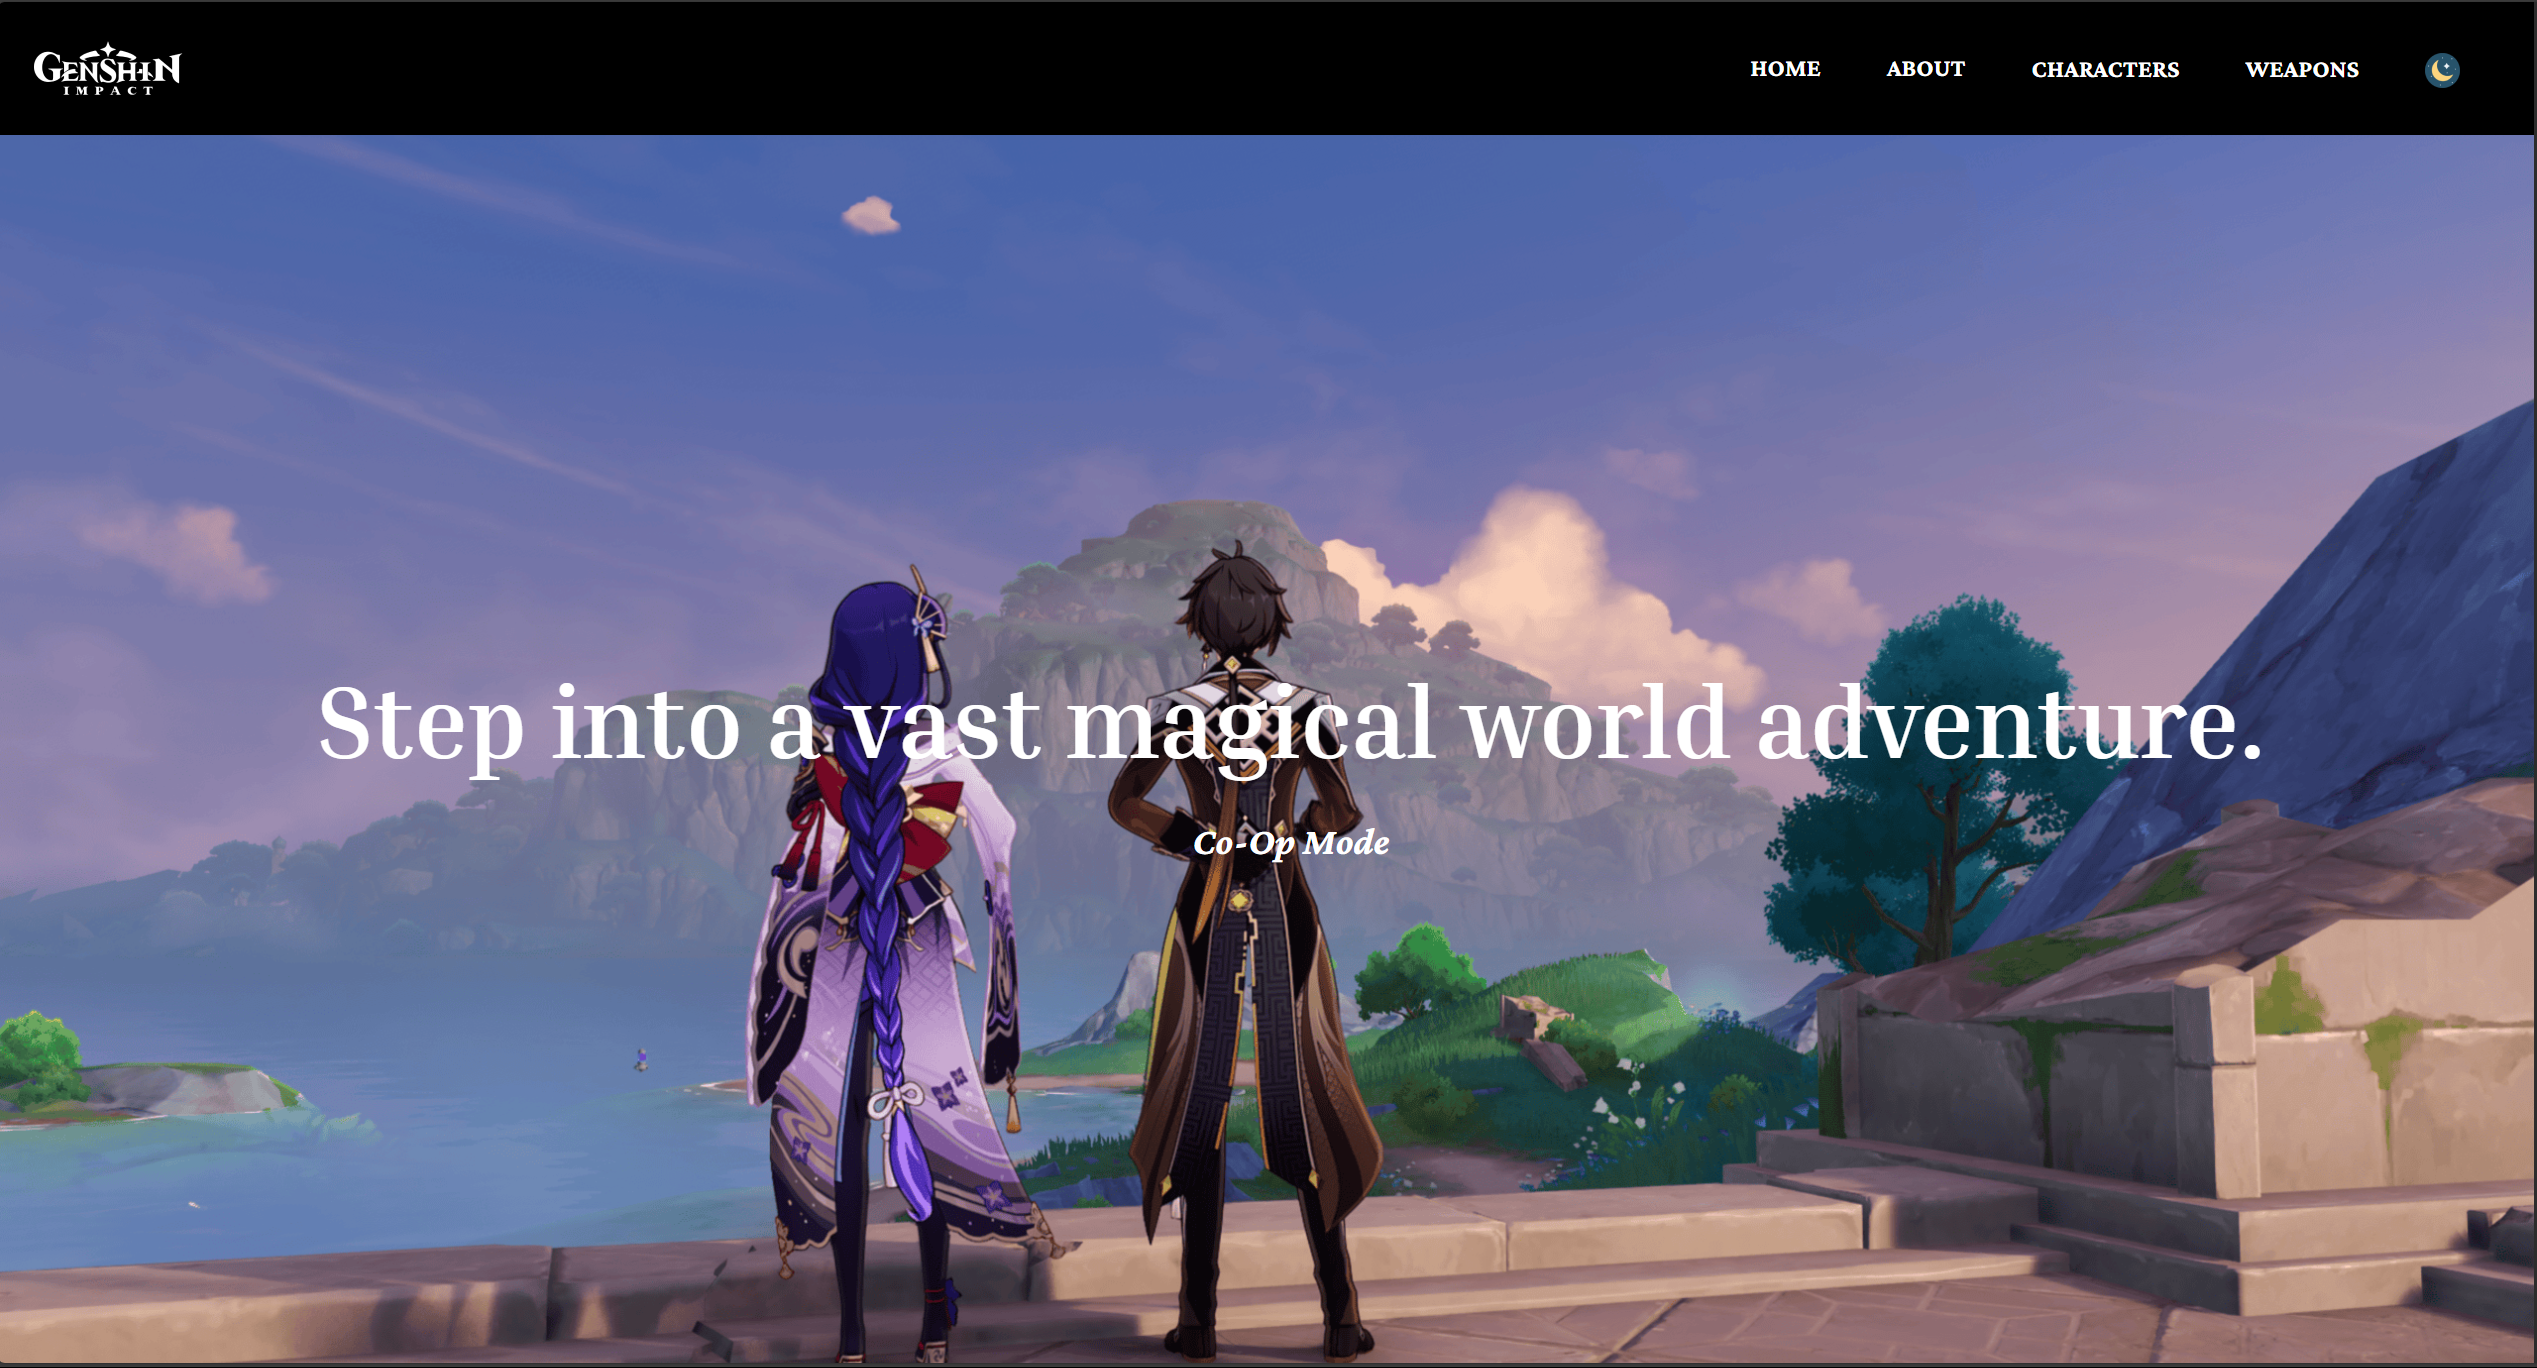 GENSHIN
IMPACT
HOME ABOUT CHARACTERS WEAPONS
Step into a vast magical world adventure.
Co-Op Mode